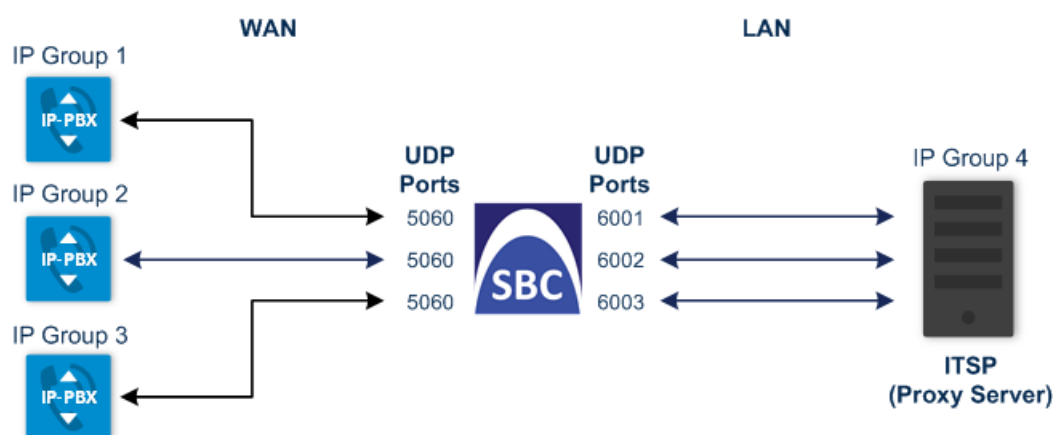 WAN
LAN
IP Group 1
IP-PBX
UDP
Ports
UDP
Ports
IP Group 4
IP Group 2
5060
6001
IP-PBX
5060
SBC
6002
5060
6003
IP Group 3
IP-PBX
ITSP
(Proxy Server)